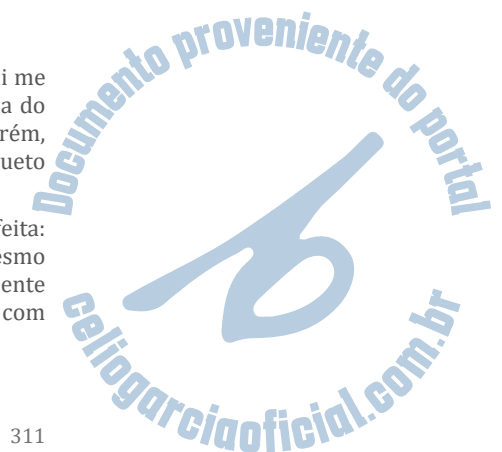 i me
a do
rém,
ueto
feita:
esmo
ente
com
311
Documento proveniente do portal
celiogarciaoficial.com.br